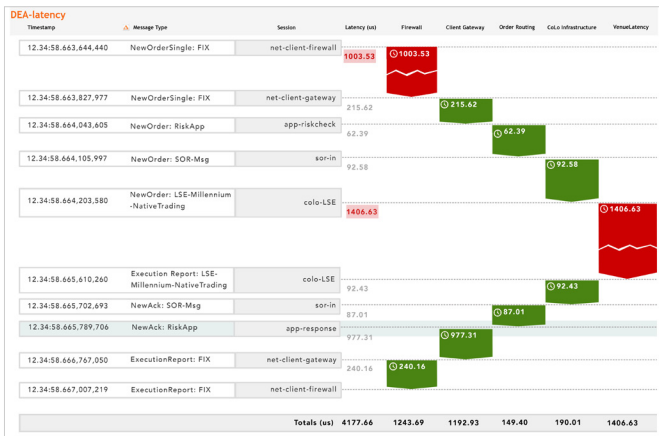 DEA-latency
Timestamp Message Type Session Latency (us) Firewall Client Gateway Order Routing CoLo Infrastructure VenueLatency
12.34:58.663,644,440 NewOrderSingle: FIX net-client-firewall 1003.53 1003.53
12.34:58.663,827,977 NewOrderSingle: FIX net-client-gateway 215.62 215.62
12.34:58.664,043,605 NewOrder: RiskApp app-riskcheck 62.39 62.39
12.34:58.664,105,997 NewOrder: SOR-Msg sor-in 92.58 92.58
12.34:58.664,203,580 NewOrder: LSE-Millennium
-NativeTrading colo-LSE 1406.63 1406.63
12.34:58.665,610,260 Execution Report: LSE-
Millennium-NativeTrading colo-LSE 92.43 92.43
12.34:58.665,702,693 NewAck: SOR-Msg sor-in 87.01 87.01
12.34:58.665,789,706 NewAck: RiskApp app-response 977.31 977.31
12.34:58.666,767,050 ExecutionReport: FIX net-client-gateway 240.16 240.16
12.34:58.667,007,219 ExecutionReport: FIX net-client-firewall
Totals (us) 4177.66 1243.69 1192.93 149.40 190.01 1406.63